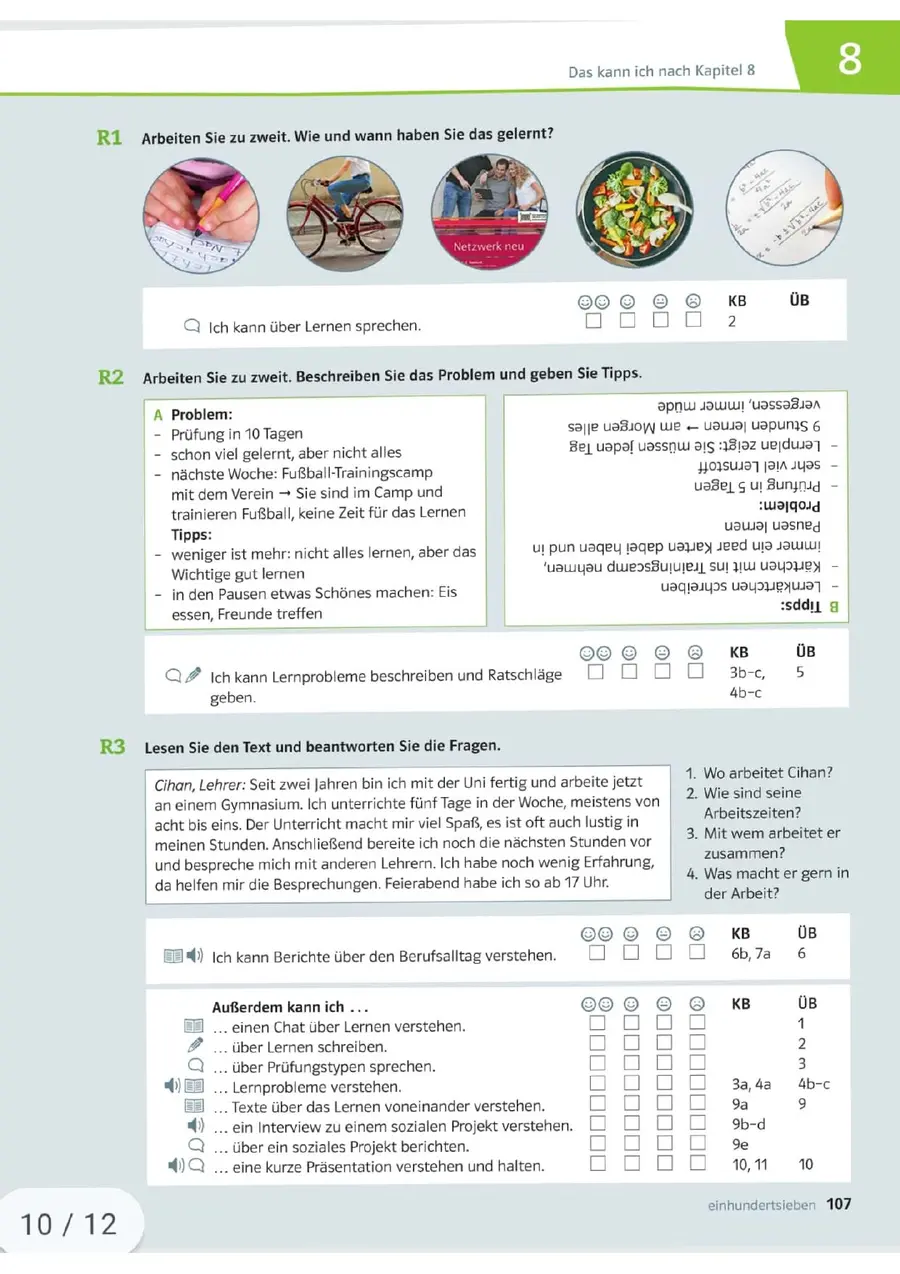 Das kann ich nach Kapitel 8
8
R1 Arbeiten Sie zu zweit. Wie und wann haben Sie das gelernt?
Netzwerk neu
KB ÜB
Ich kann über Lernen sprechen. 2
R2 Arbeiten Sie zu zweit. Beschreiben Sie das Problem und geben Sie Tipps.
A Problem:
– Prüfung in 10 Tagen
– schon viel gelernt, aber nicht alles
– nächste Woche: Fußball-Trainingscamp
mit dem Verein → Sie sind im Camp und
trainieren Fußball, keine Zeit für das Lernen
Tipps:
– weniger ist mehr: nicht alles lernen, aber das
Wichtige gut lernen
– in den Pausen etwas Schönes machen: Eis
essen, Freunde treffen
B Tipps:
– Lernkärtchen schreiben
– Kärtchen mit ins Trainingscamp nehmen,
immer ein paar Karten dabei haben und in
Pausen lernen
Problem:
– Prüfung in 5 Tagen
– sehr viel Lernstoff
– Lernplan zeigt: Sie müssen jeden Tag
9 Stunden lernen → am Morgen alles
vergessen, immer müde
KB ÜB
Ich kann Lernprobleme beschreiben und Ratschläge 3b–c, 5
geben. 4b–c
R3 Lesen Sie den Text und beantworten Sie die Fragen.
Cihan, Lehrer: Seit zwei Jahren bin ich mit der Uni fertig und arbeite jetzt
an einem Gymnasium. Ich unterrichte fünf Tage in der Woche, meistens von
acht bis eins. Der Unterricht macht mir viel Spaß, es ist oft auch lustig in
meinen Stunden. Anschließend bereite ich noch die nächsten Stunden vor
und bespreche mich mit anderen Lehrern. Ich habe noch wenig Erfahrung,
da helfen mir die Besprechungen. Feierabend habe ich so ab 17 Uhr.
1. Wo arbeitet Cihan?
2. Wie sind seine
Arbeitszeiten?
3. Mit wem arbeitet er
zusammen?
4. Was macht er gern in
der Arbeit?
KB ÜB
Ich kann Berichte über den Berufsalltag verstehen. 6b, 7a 6
Außerdem kann ich ... KB ÜB
... einen Chat über Lernen verstehen. 1
... über Lernen schreiben. 2
... über Prüfungstypen sprechen. 3
... Lernprobleme verstehen. 3a, 4a 4b–c
... Texte über das Lernen voneinander verstehen. 9a 9
... ein Interview zu einem sozialen Projekt verstehen. 9b–d
... über ein soziales Projekt berichten. 9e
... eine kurze Präsentation verstehen und halten. 10, 11 10
einhundertsieben 107
10 / 12